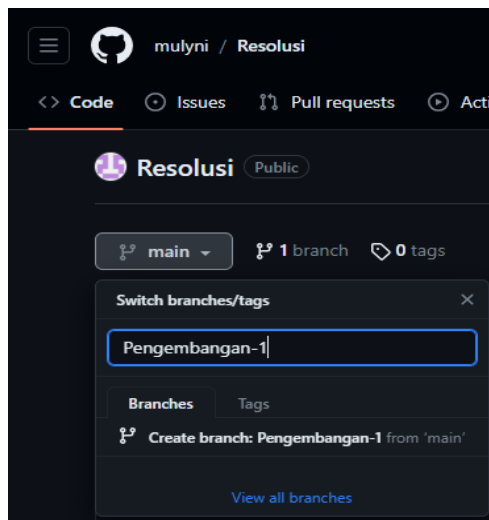 mulyni / Resolusi
<> Code Issues Pull requests Acti
Resolusi Public
main 1 branch 0 tags
Switch branches/tags
Pengembangan-1
Branches Tags
Create branch: Pengembangan-1 from 'main'
View all branches